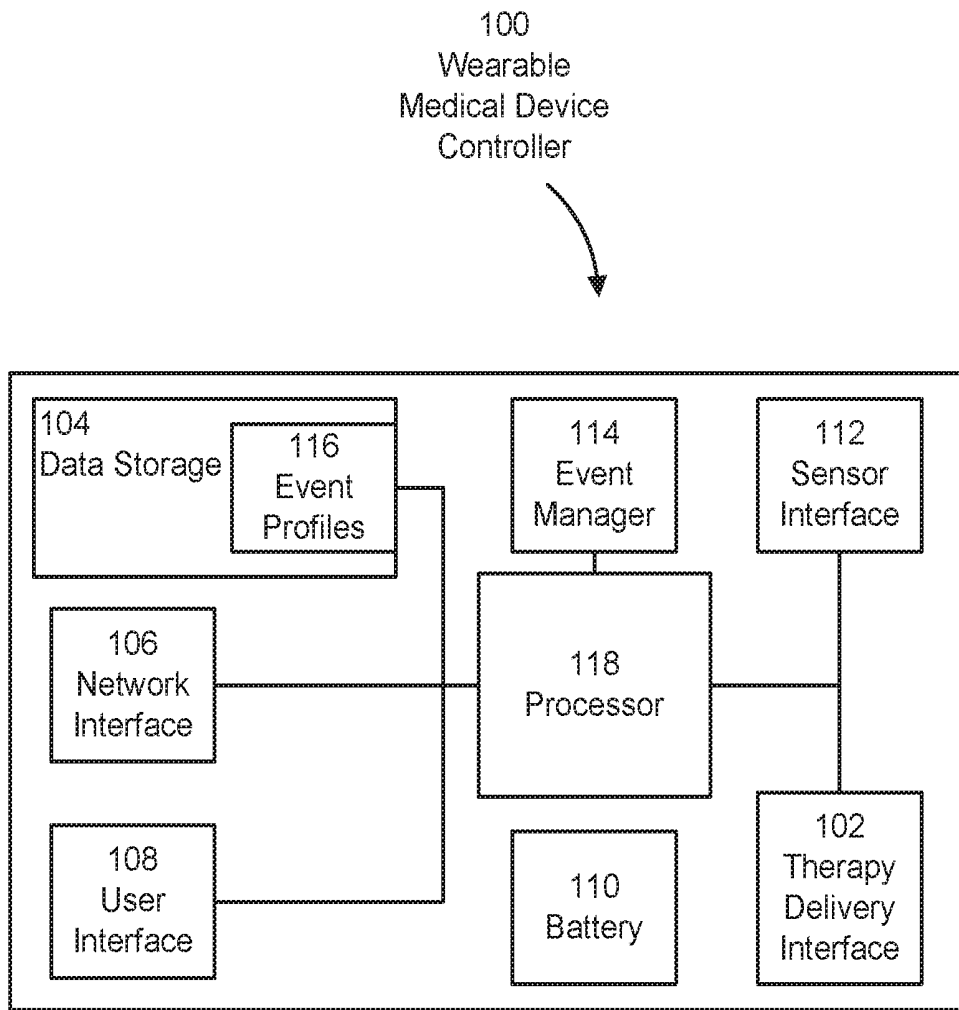 100
Wearable
Medical Device
Controller
104
Data Storage
116
Event
Profiles
114
Event
Manager
112
Sensor
Interface
106
Network
Interface
118
Processor
108
User
Interface
110
Battery
102
Therapy
Delivery
Interface